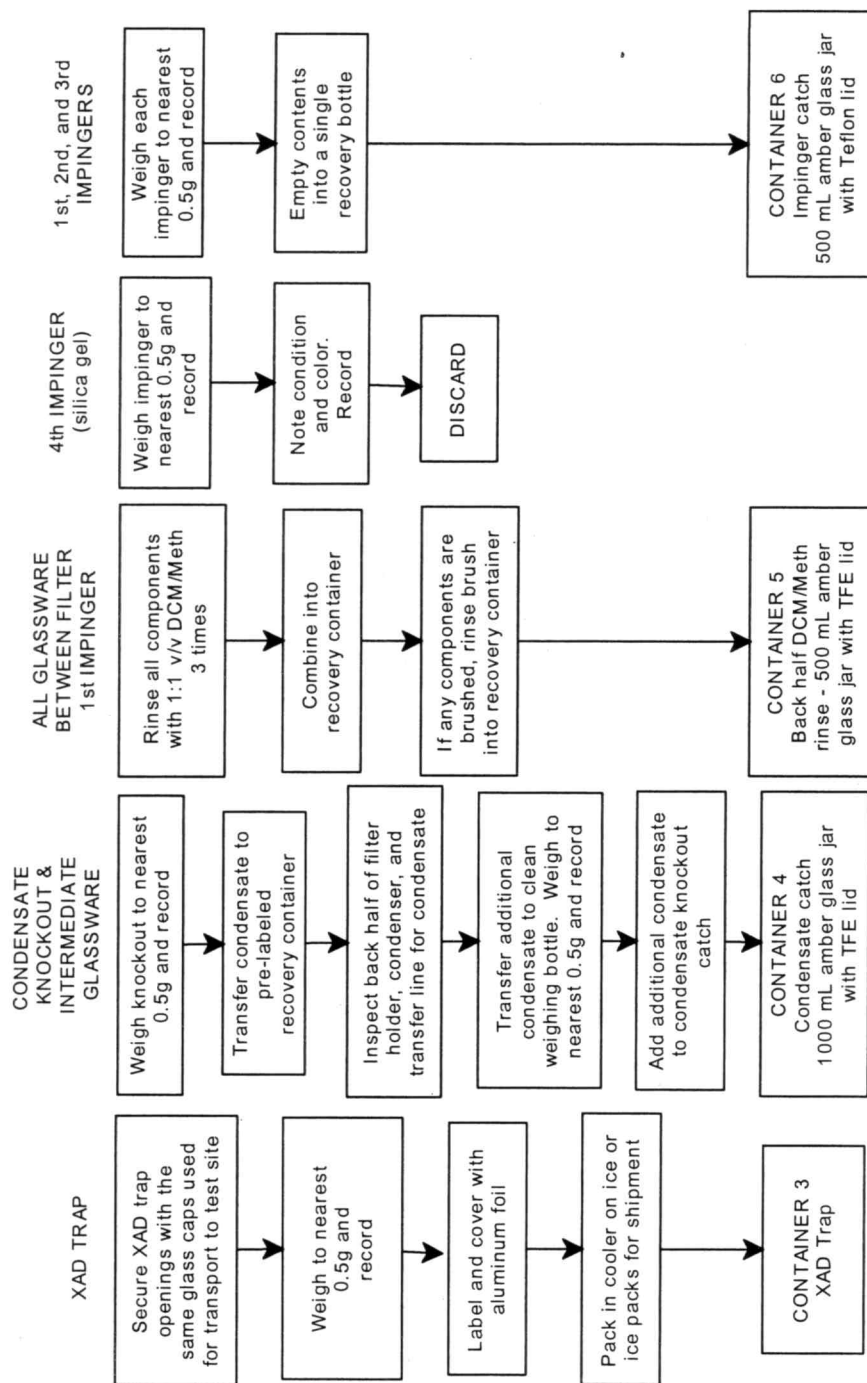 XAD TRAP
Secure XAD trap
openings with the
same glass caps used
for transport to test site
Weigh to nearest
0.5g and
record
Label and cover with
aluminum foil
Pack in cooler on ice or
ice packs for shipment
CONTAINER 3
XAD Trap
CONDENSATE
KNOCKOUT &
INTERMEDIATE
GLASSWARE
Weigh knockout to nearest
0.5g and record
Transfer condensate to
pre-labeled
recovery container
Inspect back half of filter
holder, condenser, and
transfer line for condensate
Transfer additional
condensate to clean
weighing bottle. Weigh to
nearest 0.5g and record
Add additional condensate
to condensate knockout
catch
CONTAINER 4
Condensate catch
1000 mL amber glass jar
with TFE lid
ALL GLASSWARE
BETWEEN FILTER
1st IMPINGER
Rinse all components
with 1:1 v/v DCM/Meth
3 times
Combine into
recovery container
If any components are
brushed, rinse brush
into recovery container
CONTAINER 5
Back half DCM/Meth
rinse - 500 mL amber
glass jar with TFE lid
4th IMPINGER
(silica gel)
Weigh impinger to
nearest 0.5g and
record
Note condition
and color.
Record
DISCARD
1st, 2nd, and 3rd
IMPINGERS
Weigh each
impinger to nearest
0.5g and record
Empty contents
into a single
recovery bottle
CONTAINER 6
Impinger catch
500 mL amber glass jar
with Teflon lid